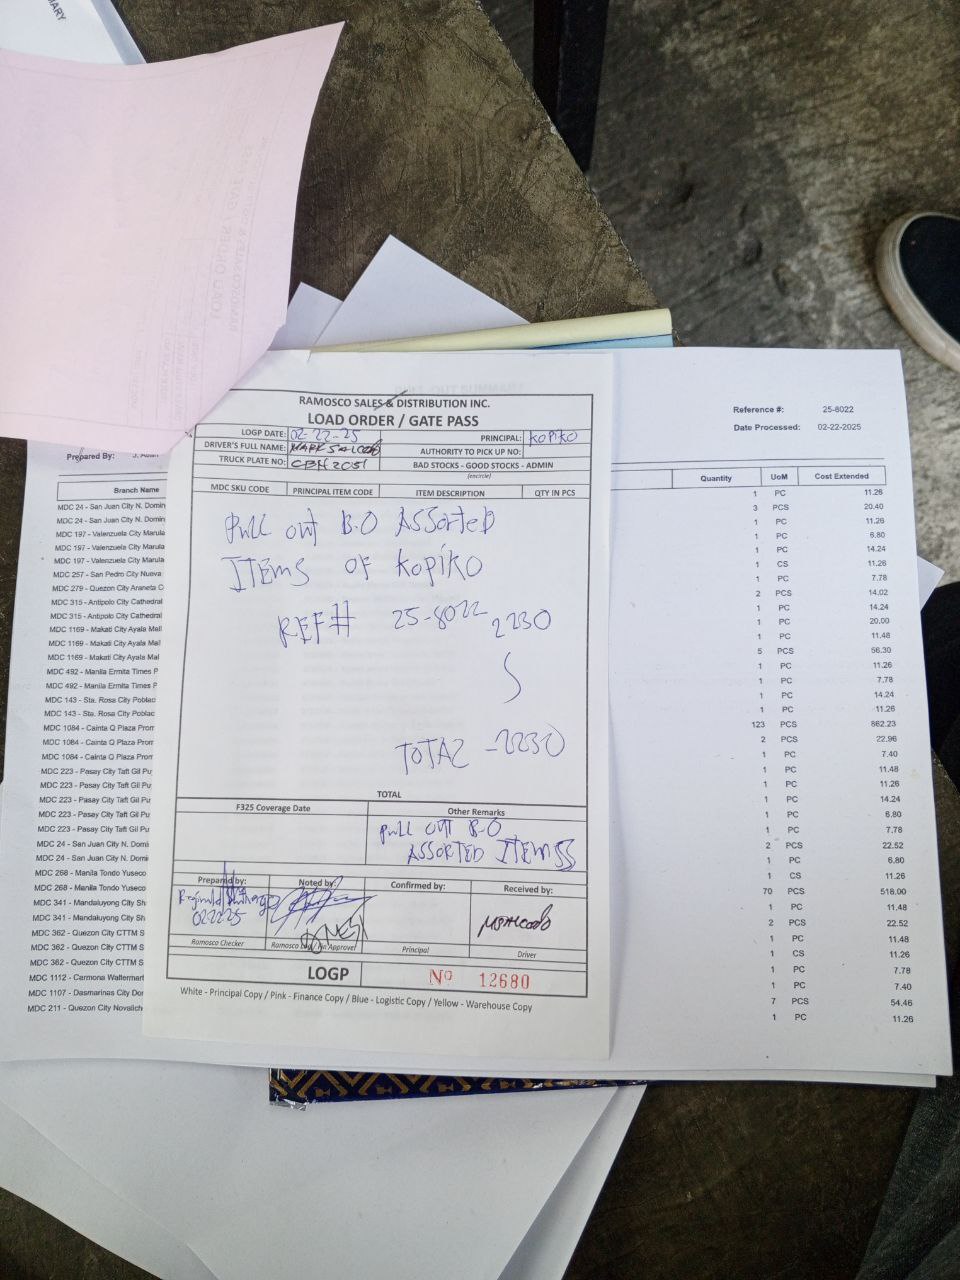 RAMOSCO SALES & DISTRIBUTION INC.
LOAD ORDER / GATE PASS
LOGP DATE: 02-22-25 PRINCIPAL: KOPIKO
DRIVER'S FULL NAME: AUTHORITY TO PICK UP NO:
TRUCK PLATE NO: CBH 2051 BAD STOCKS - GOOD STOCKS - ADMIN
(encircle)
MDC SKU CODE PRINCIPAL ITEM CODE ITEM DESCRIPTION QTY IN PCS
Pull out B.O Assorted
ITEMS OF Kopiko
REF# 25-8022 2230
TOTAL -2230
TOTAL
F325 Coverage Date Other Remarks
Pull out B-O
ASSORTED ITEMSS
Prepared by: Noted by: Confirmed by: Received by:
022225
Ramosco Checker Principal Driver
LOGP Nº 12680
White - Principal Copy / Pink - Finance Copy / Blue - Logistic Copy / Yellow - Warehouse Copy
Reference #: 25-8022
Date Processed: 02-22-2025
Prepared By:
Branch Name
MDC 24 - San Juan City N. Domin
MDC 24 - San Juan City N. Domin
MDC 197 - Valenzuela City Marula
MDC 197 - Valenzuela City Marula
MDC 197 - Valenzuela City Marula
MDC 257 - San Pedro City Nueva
MDC 279 - Quezon City Araneta C
MDC 315 - Antipolo City Cathedral
MDC 315 - Antipolo City Cathedral
MDC 1169 - Makati City Ayala Mall
MDC 1169 - Makati City Ayala Mal
MDC 1169 - Makati City Ayala Mal
MDC 492 - Manila Ermita Times P
MDC 492 - Manila Ermita Times P
MDC 143 - Sta. Rosa City Poblac
MDC 143 - Sta. Rosa City Poblac
MDC 1084 - Cainta Q Plaza Prom
MDC 1084 - Cainta Q Plaza Prom
MDC 1084 - Cainta Q Plaza Prom
MDC 223 - Pasay City Taft Gil Pu
MDC 223 - Pasay City Taft Gil Pu
MDC 223 - Pasay City Taft Gil Pu
MDC 223 - Pasay City Taft Gil Pu
MDC 223 - Pasay City Taft Gil Pu
MDC 24 - San Juan City N. Domi
MDC 24 - San Juan City N. Domi
MDC 268 - Manila Tondo Yuseco
MDC 268 - Manila Tondo Yuseco
MDC 341 - Mandaluyong City Sh
MDC 341 - Mandaluyong City Sh
MDC 362 - Quezon City CTTM S
MDC 362 - Quezon City CTTM S
MDC 362 - Quezon City CTTM S
MDC 1112 - Carmona Waltermart
MDC 1107 - Dasmarinas City Dor
MDC 211 - Quezon City Novalich
Quantity UoM Cost Extended
1 PC 11.26
3 PCS 20.40
1 PC 11.26
1 PC 6.80
1 PC 14.24
1 CS 11.26
1 PC 7.78
2 PCS 14.02
1 PC 14.24
1 PC 20.00
1 PC 11.48
5 PCS 56.30
1 PC 11.26
1 PC 7.78
1 PC 14.24
1 PC 11.26
123 PCS 862.23
2 PCS 22.96
1 PC 7.40
1 PC 11.48
1 PC 11.26
1 PC 14.24
1 PC 6.80
1 PC 7.78
2 PCS 22.52
1 PC 6.80
1 CS 11.26
70 PCS 518.00
1 PC 11.48
2 PCS 22.52
1 PC 11.48
1 CS 11.26
1 PC 7.78
1 PC 7.40
7 PCS 54.46
1 PC 11.26